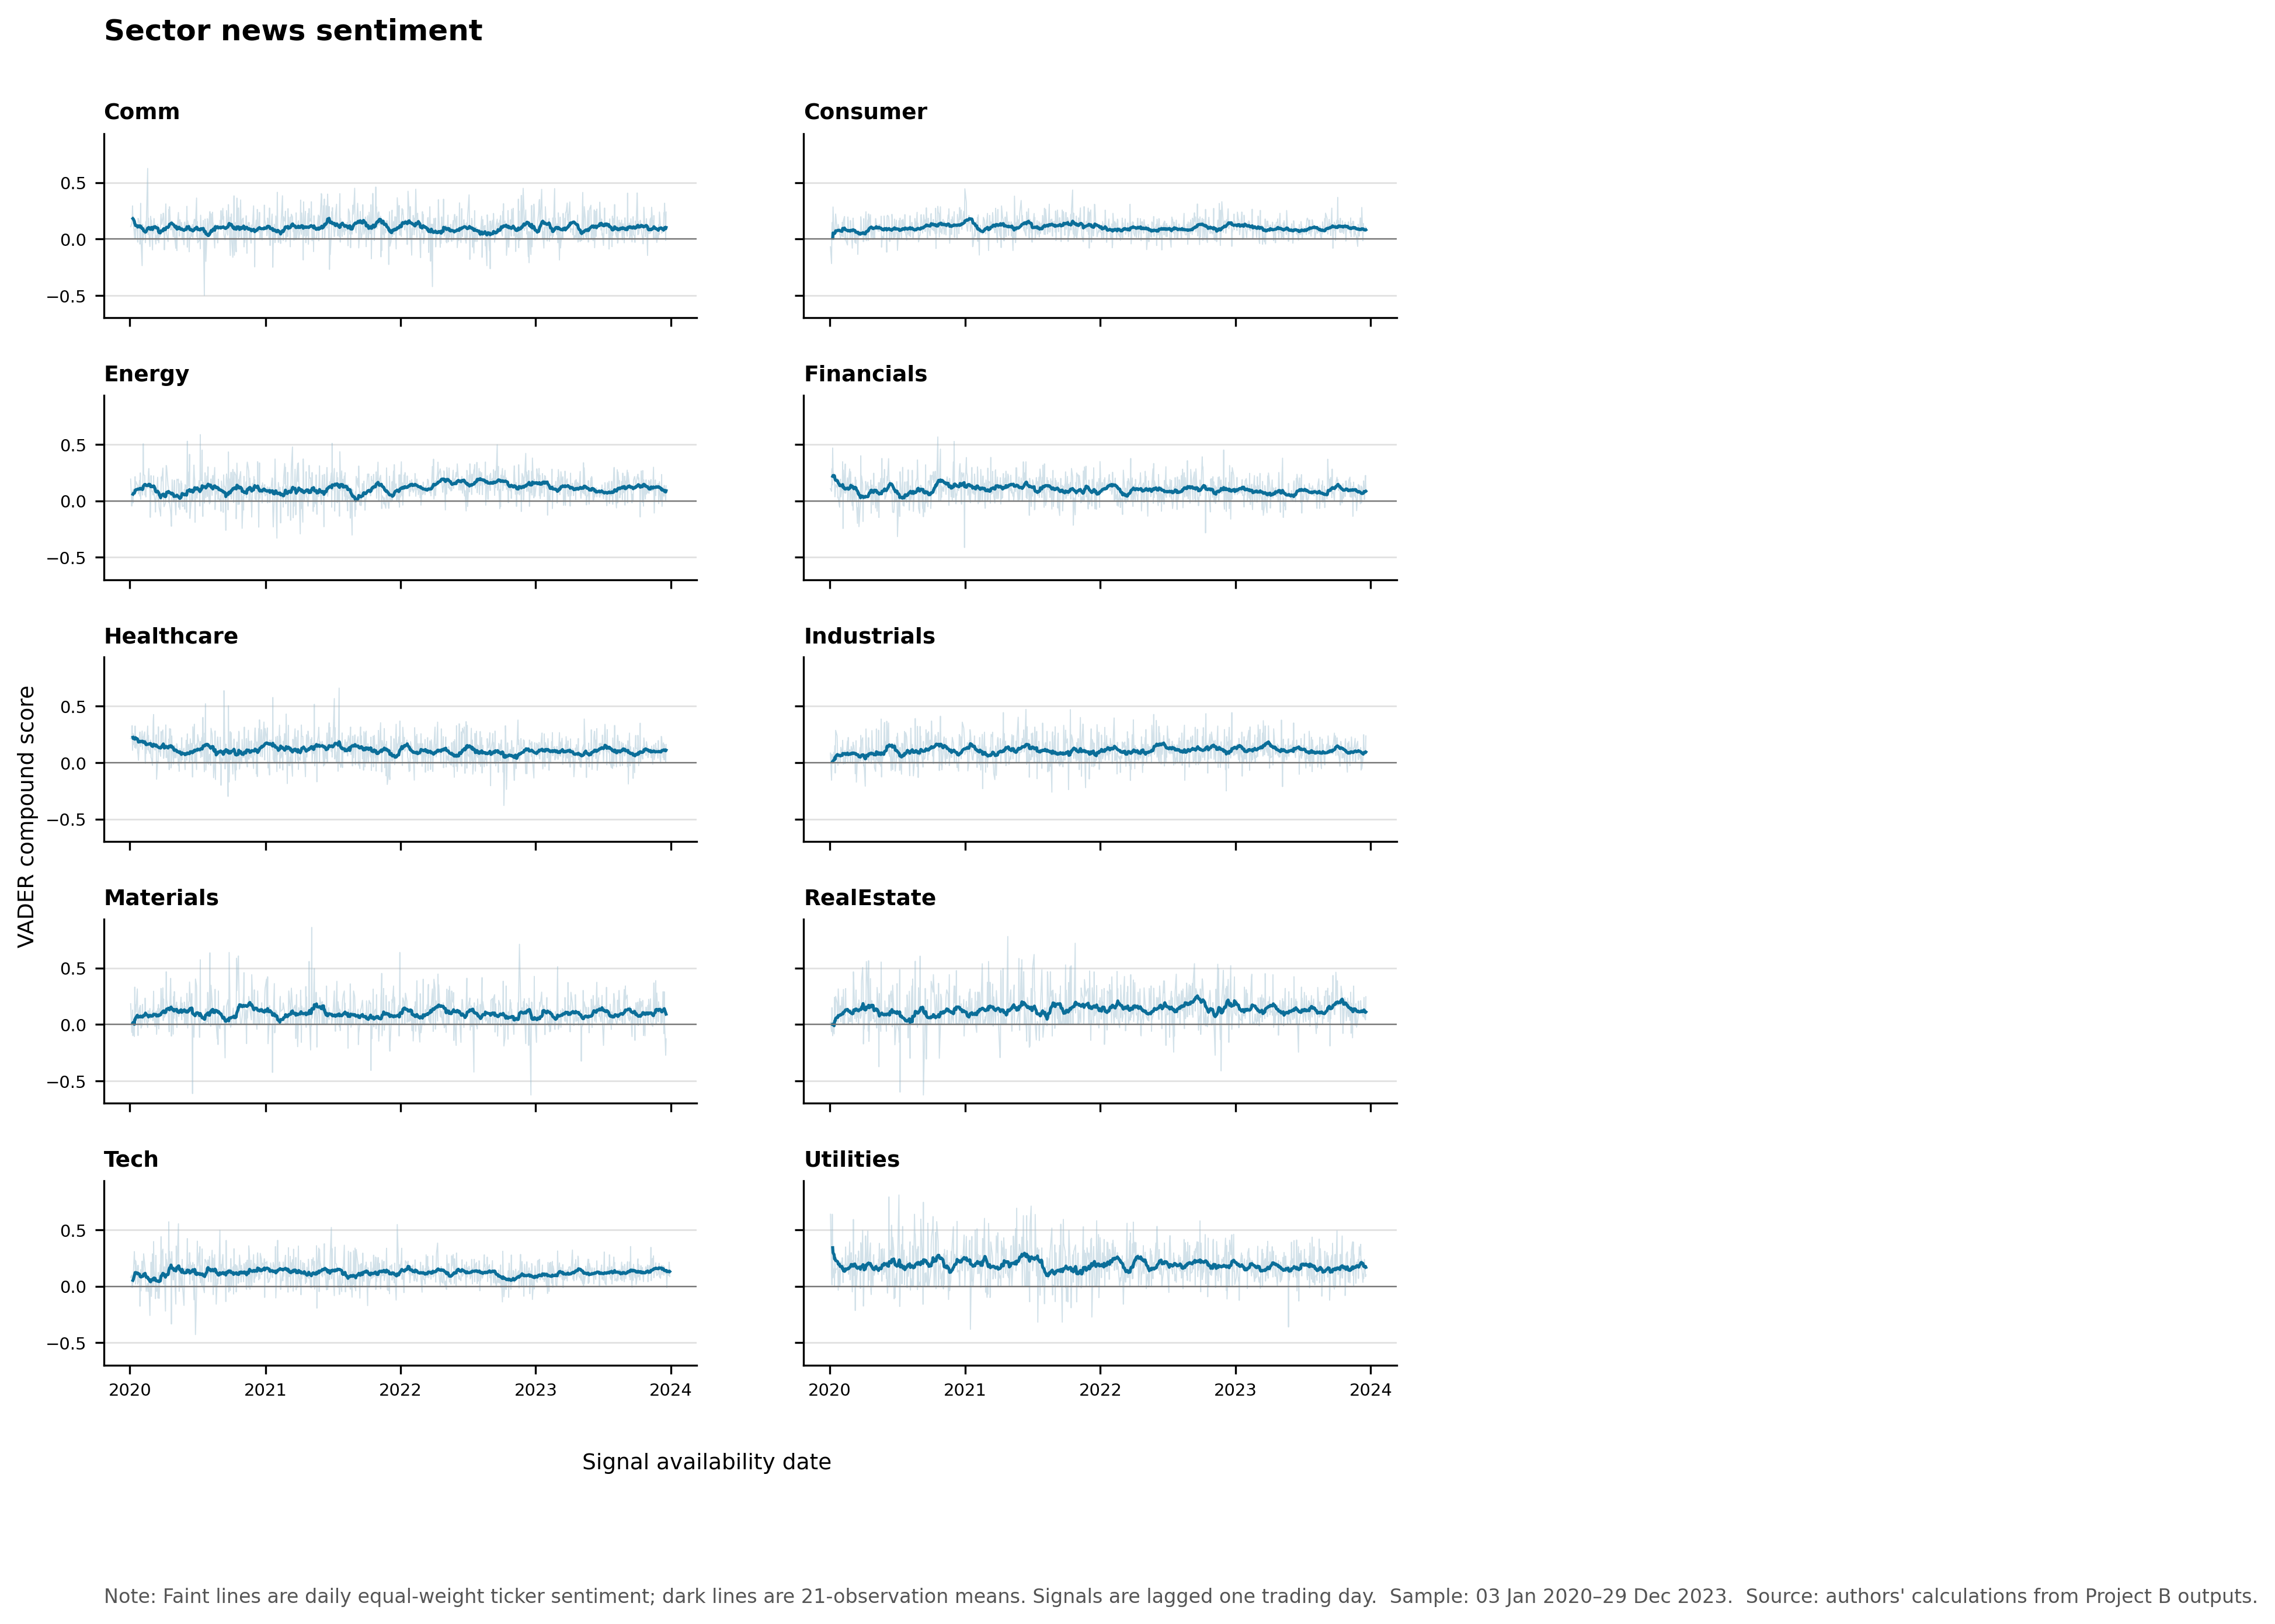 Sector news sentiment
Comm
Consumer
0.5
0.0
−0.5
Energy
Financials
0.5
0.0
−0.5
Healthcare
Industrials
0.5
0.0
−0.5
VADER compound score
Materials
RealEstate
0.5
0.0
−0.5
Tech
Utilities
0.5
0.0
−0.5
2020 2021 2022 2023 2024
2020 2021 2022 2023 2024
Signal availability date
Note: Faint lines are daily equal-weight ticker sentiment; dark lines are 21-observation means. Signals are lagged one trading day.  Sample: 03 Jan 2020–29 Dec 2023.  Source: authors' calculations from Project B outputs.